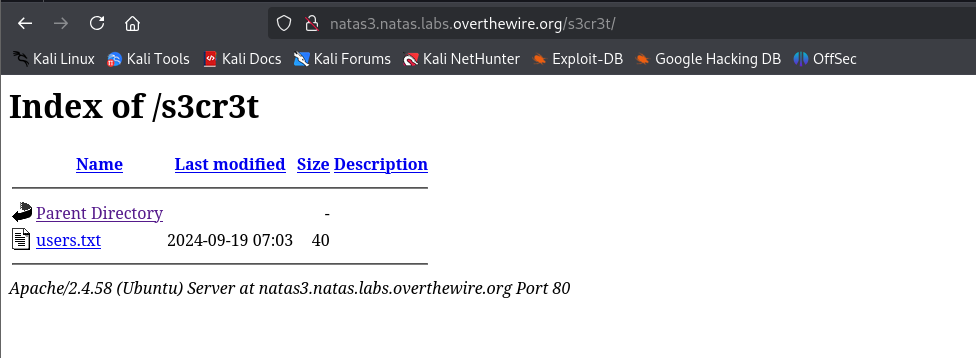 natas3.natas.labs.overthewire.org/s3cr3t/
Kali Linux Kali Tools Kali Docs Kali Forums Kali NetHunter Exploit-DB Google Hacking DB OffSec
Index of /s3cr3t
Name Last modified Size Description
Parent Directory -
users.txt 2024-09-19 07:03 40
Apache/2.4.58 (Ubuntu) Server at natas3.natas.labs.overthewire.org Port 80